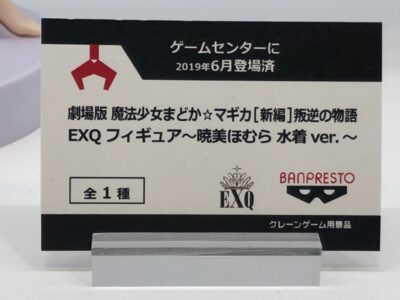 ゲームセンターに
2019年6月登場済
劇場版 魔法少女まどか☆マギカ[新編]叛逆の物語
EXQ フィギュア～暁美ほむら 水着 ver.～
全1種
EXQ
BANPRESTO
クレーンゲーム用景品